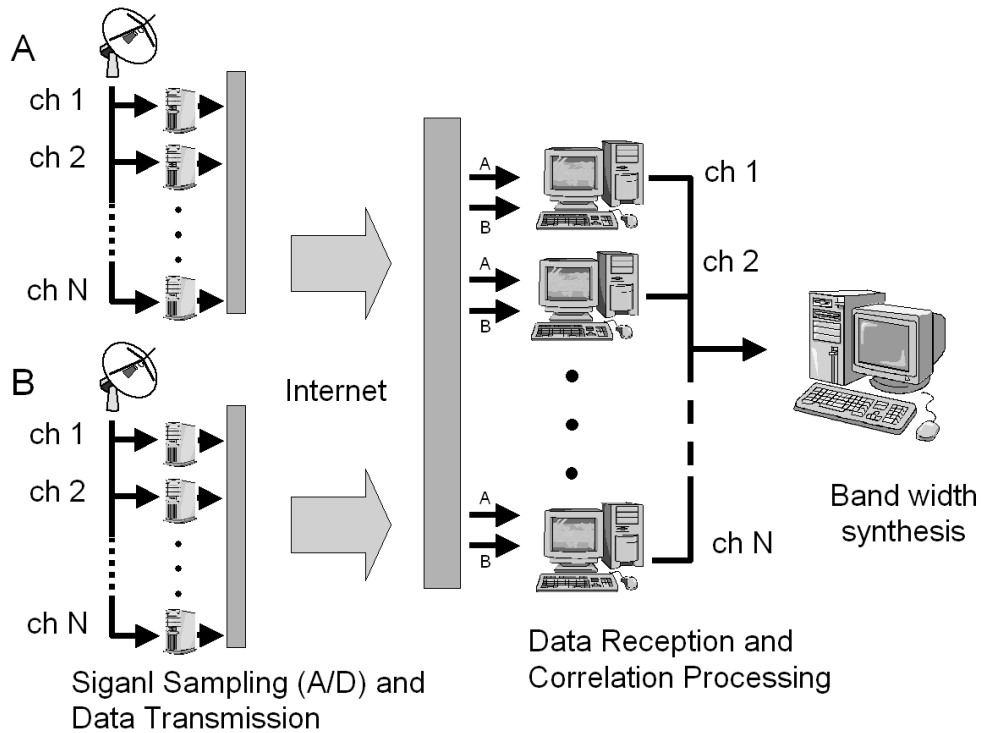 A
ch 1
ch 2
ch N
B
ch 1
ch 2
ch N
Siganl Sampling (A/D) and
Data Transmission
Internet
A
B
A
B
A
B
ch 1
ch 2
ch N
Data Reception and
Correlation Processing
Band width
synthesis